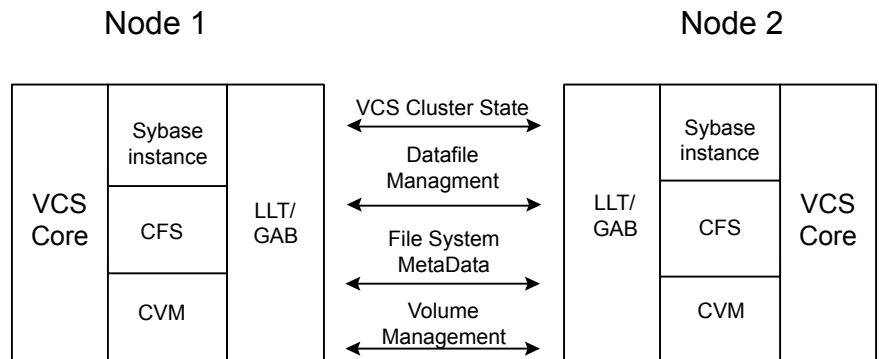 Node 1
Node 2
VCS
Core
Sybase
instance
CFS
CVM
LLT/
GAB
VCS Cluster State
Datafile
Managment
File System
MetaData
Volume
Management
LLT/
GAB
Sybase
instance
CFS
CVM
VCS
Core